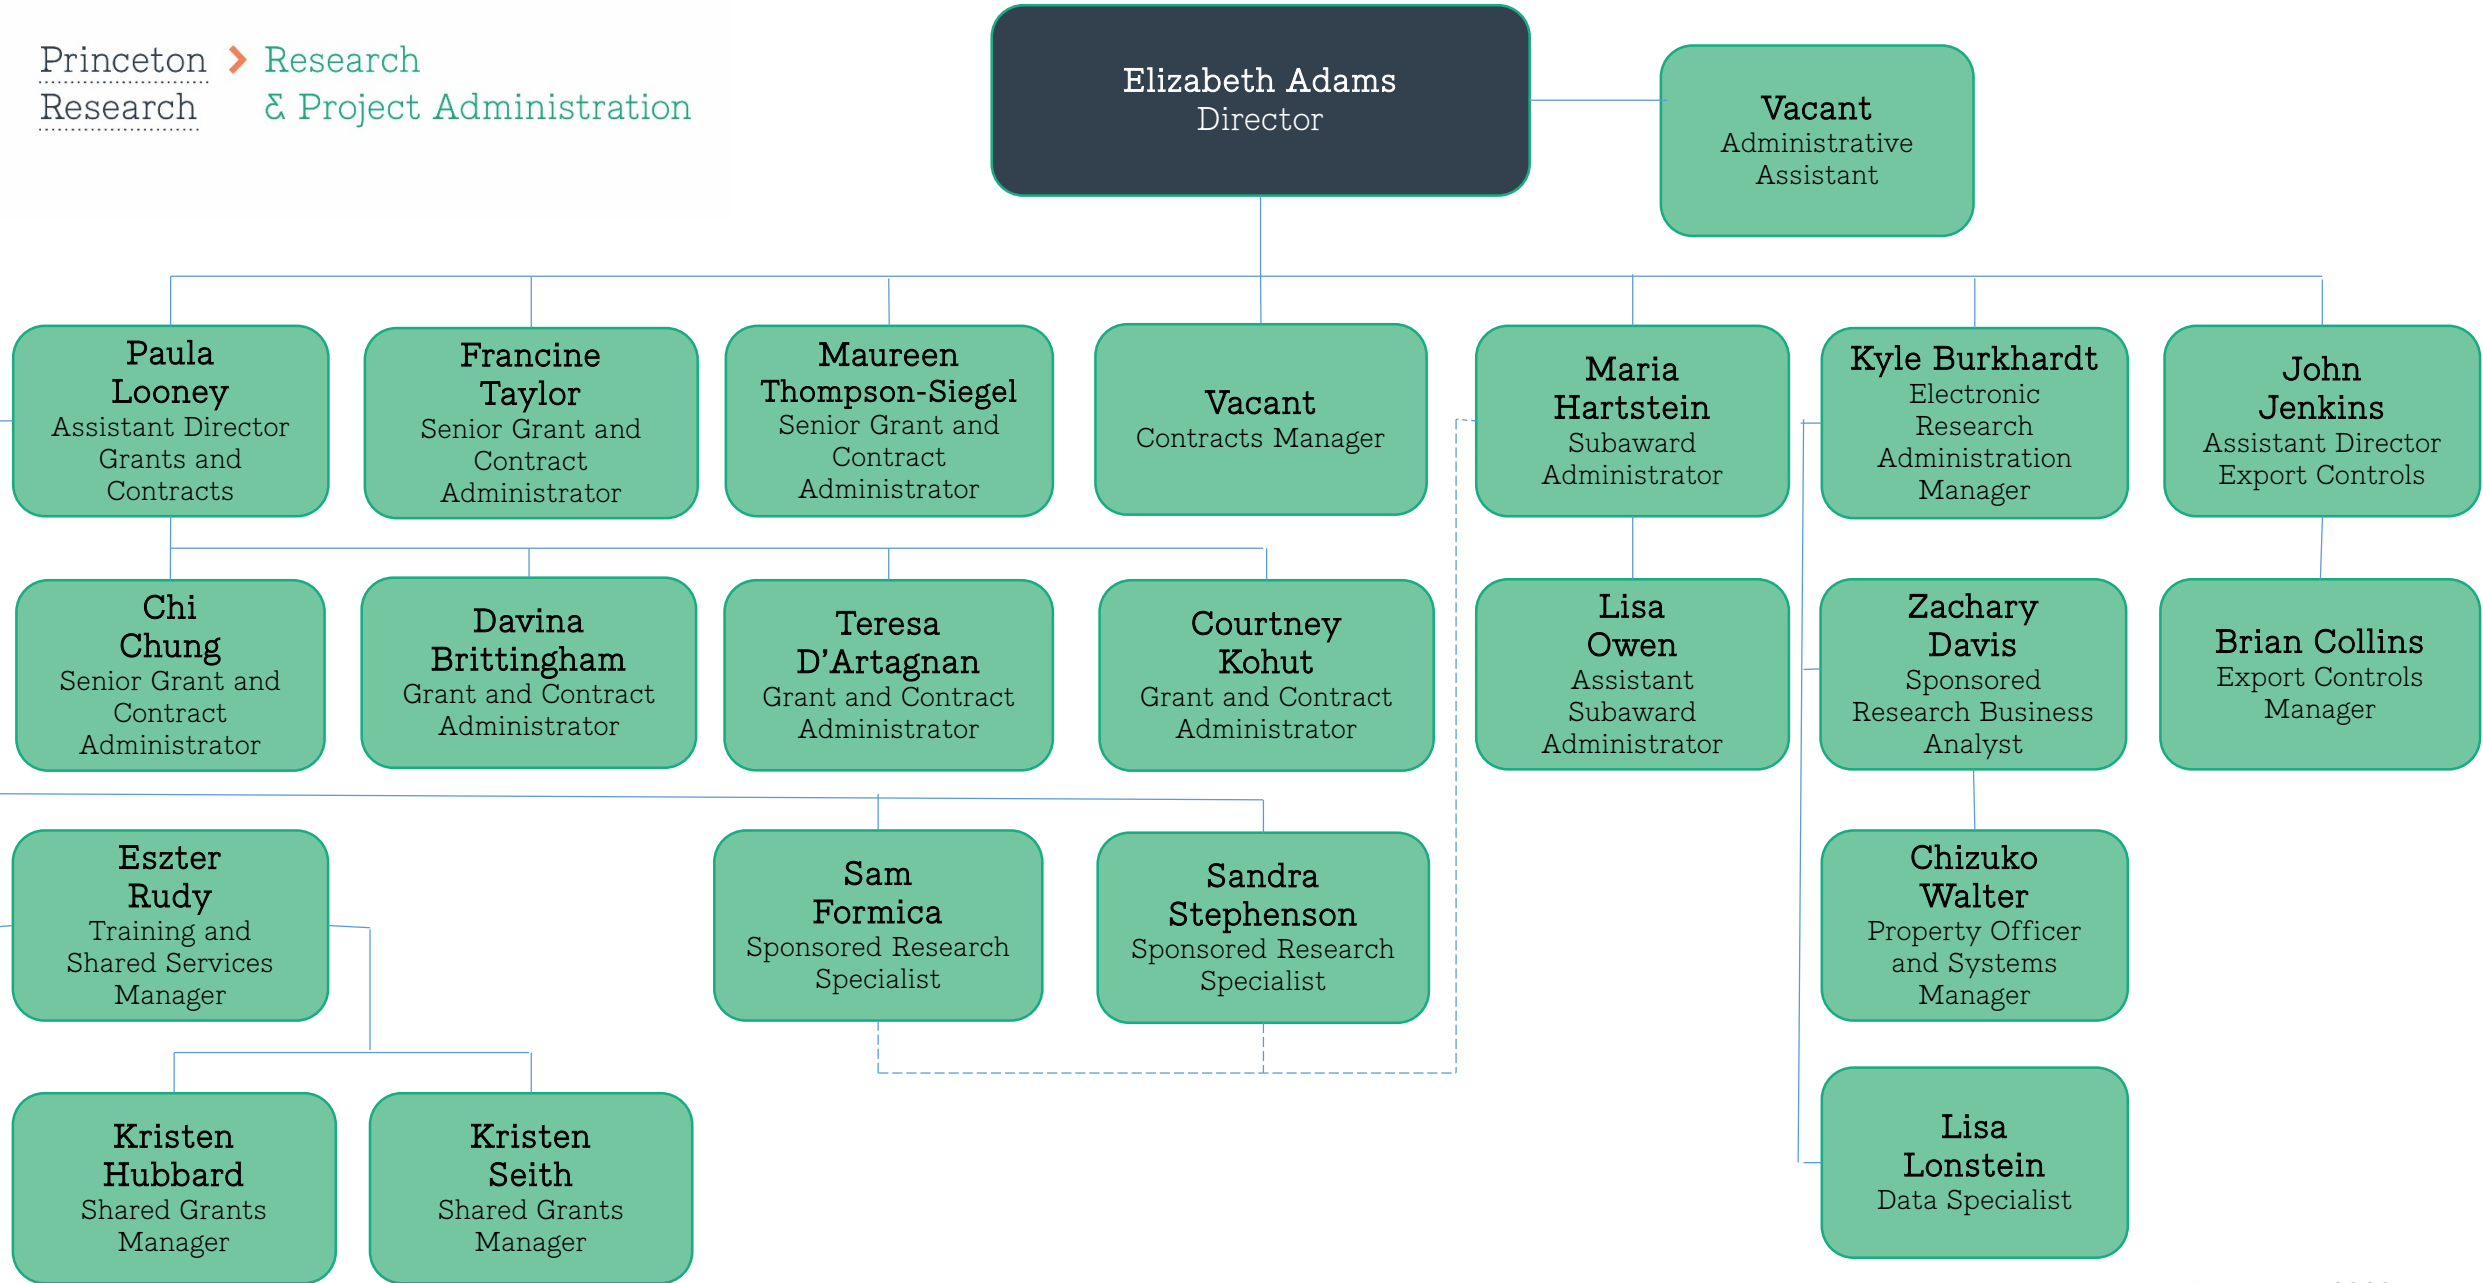 Princeton > Research
Research & Project Administration
Elizabeth Adams
Director
Vacant
Administrative
Assistant
Paula
Looney
Assistant Director
Grants and
Contracts
Francine
Taylor
Senior Grant and
Contract
Administrator
Maureen
Thompson-Siegel
Senior Grant and
Contract
Administrator
Vacant
Contracts Manager
Maria
Hartstein
Subaward
Administrator
Kyle Burkhardt
Electronic
Research
Administration
Manager
John
Jenkins
Assistant Director
Export Controls
Chi
Chung
Senior Grant and
Contract
Administrator
Davina
Brittingham
Grant and Contract
Administrator
Teresa
D'Artagnan
Grant and Contract
Administrator
Courtney
Kohut
Grant and Contract
Administrator
Lisa
Owen
Assistant
Subaward
Administrator
Zachary
Davis
Sponsored
Research Business
Analyst
Brian Collins
Export Controls
Manager
Eszter
Rudy
Training and
Shared Services
Manager
Sam
Formica
Sponsored Research
Specialist
Sandra
Stephenson
Sponsored Research
Specialist
Chizuko
Walter
Property Officer
and Systems
Manager
Kristen
Hubbard
Shared Grants
Manager
Kristen
Seith
Shared Grants
Manager
Lisa
Lonstein
Data Specialist